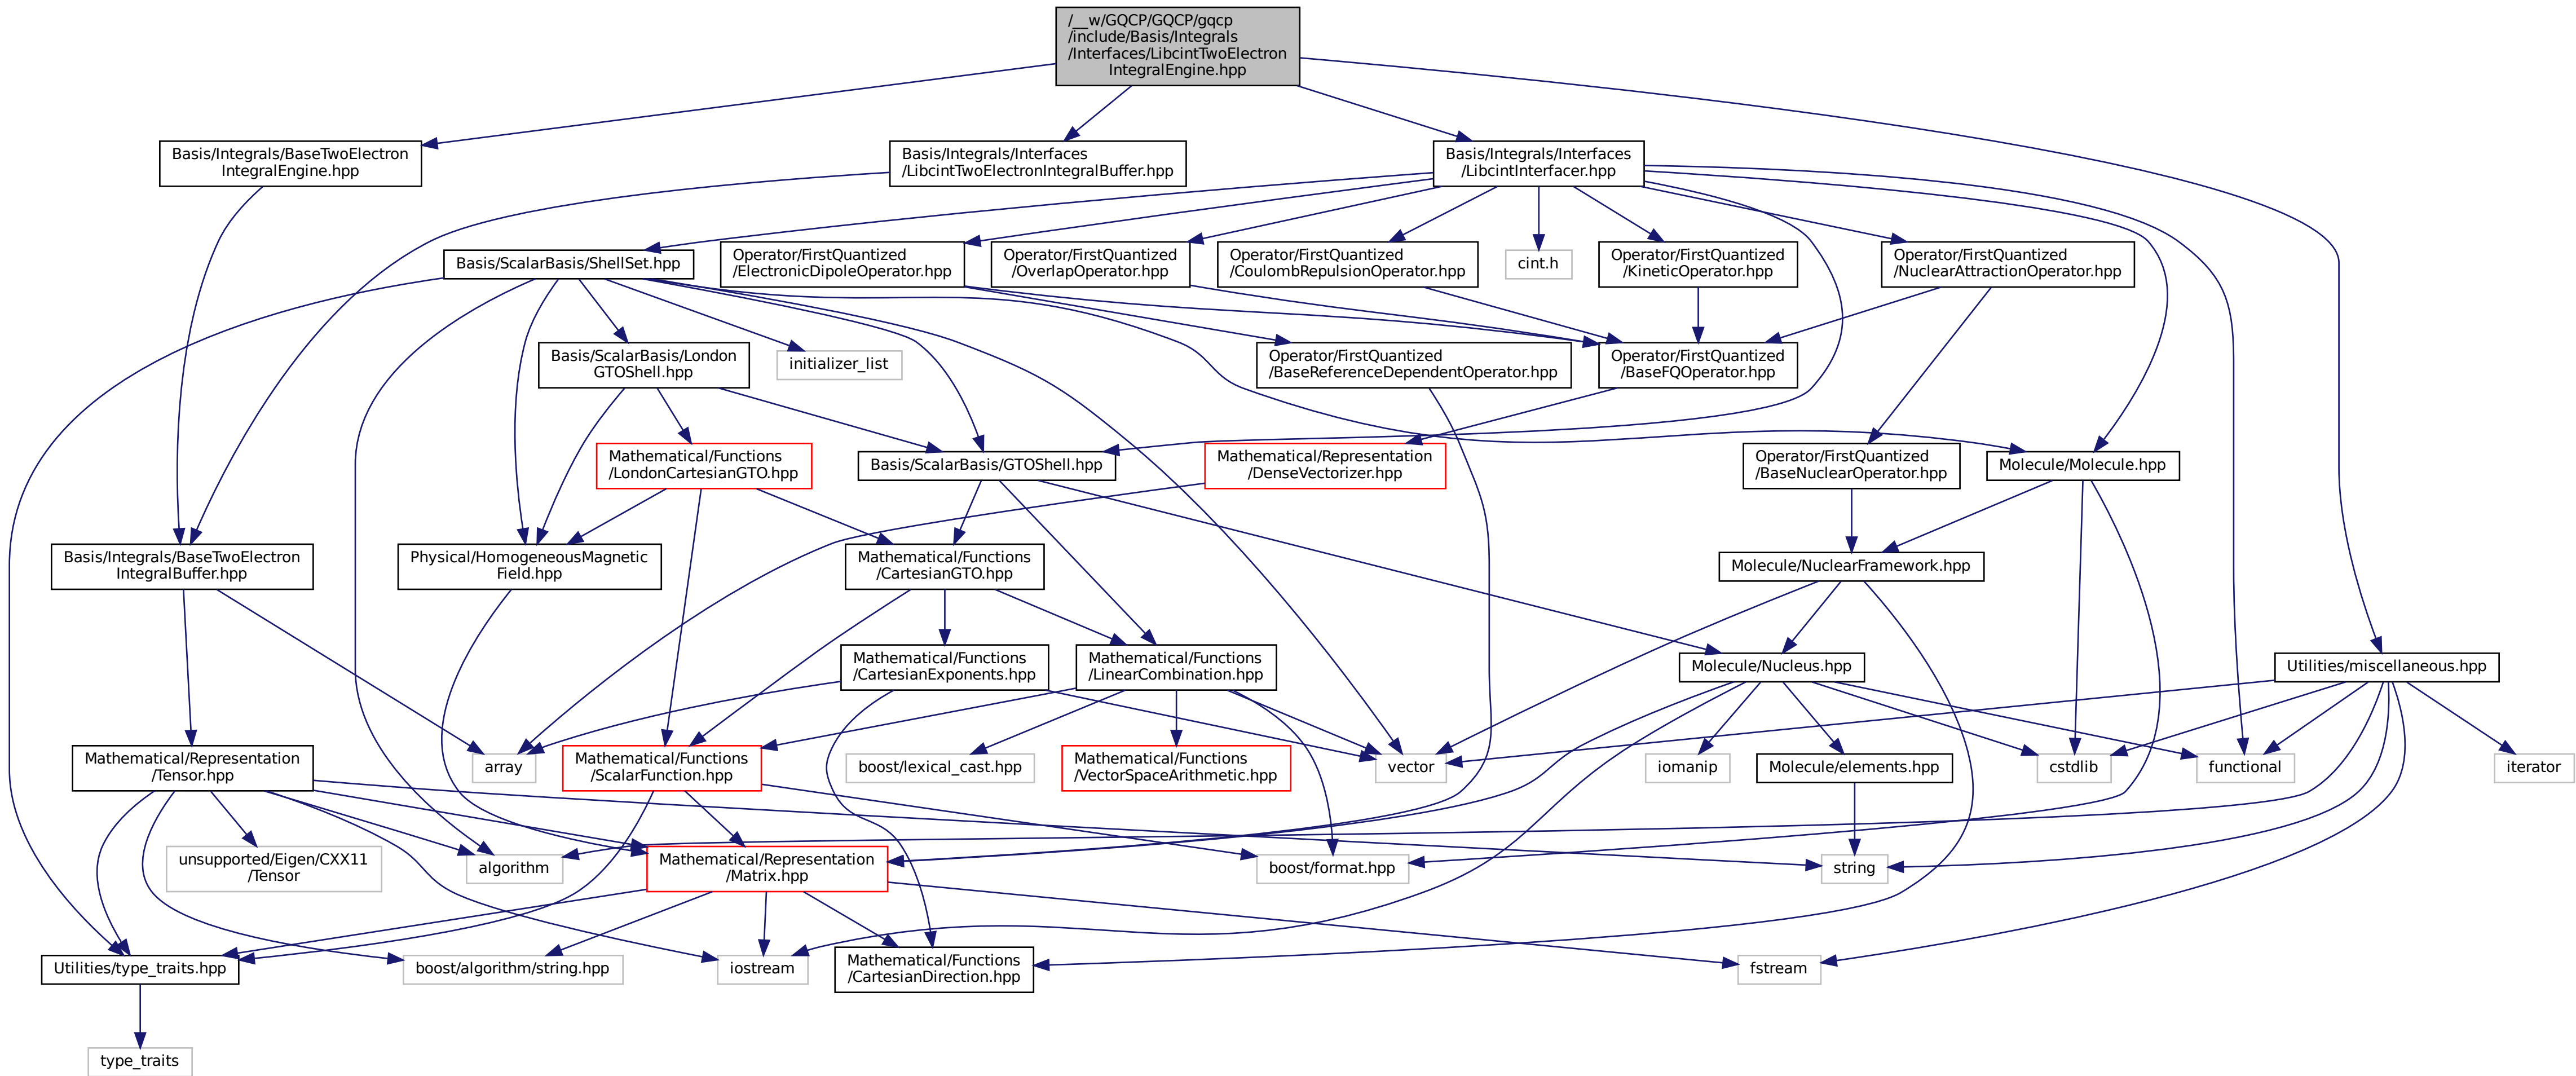 /__w/GQCP/GQCP/gqcp
/include/Basis/Integrals
/Interfaces/LibcintTwoElectron
IntegralEngine.hpp
Basis/Integrals/BaseTwoElectron
IntegralEngine.hpp
Basis/Integrals/Interfaces
/LibcintTwoElectronIntegralBuffer.hpp
Basis/Integrals/Interfaces
/LibcintInterfacer.hpp
Basis/ScalarBasis/ShellSet.hpp
Operator/FirstQuantized
/ElectronicDipoleOperator.hpp
Operator/FirstQuantized
/OverlapOperator.hpp
Operator/FirstQuantized
/CoulombRepulsionOperator.hpp
cint.h
Operator/FirstQuantized
/KineticOperator.hpp
Operator/FirstQuantized
/NuclearAttractionOperator.hpp
Basis/ScalarBasis/London
GTOShell.hpp
initializer_list
Operator/FirstQuantized
/BaseReferenceDependentOperator.hpp
Operator/FirstQuantized
/BaseFQOperator.hpp
Mathematical/Functions
/LondonCartesianGTO.hpp
Basis/ScalarBasis/GTOShell.hpp
Mathematical/Representation
/DenseVectorizer.hpp
Operator/FirstQuantized
/BaseNuclearOperator.hpp
Molecule/Molecule.hpp
Basis/Integrals/BaseTwoElectron
IntegralBuffer.hpp
Physical/HomogeneousMagnetic
Field.hpp
Mathematical/Functions
/CartesianGTO.hpp
Molecule/NuclearFramework.hpp
Mathematical/Functions
/CartesianExponents.hpp
Mathematical/Functions
/LinearCombination.hpp
Molecule/Nucleus.hpp
Utilities/miscellaneous.hpp
Mathematical/Representation
/Tensor.hpp
array
Mathematical/Functions
/ScalarFunction.hpp
boost/lexical_cast.hpp
Mathematical/Functions
/VectorSpaceArithmetic.hpp
vector
iomanip
Molecule/elements.hpp
cstdlib
functional
iterator
unsupported/Eigen/CXX11
/Tensor
algorithm
Mathematical/Representation
/Matrix.hpp
boost/format.hpp
string
Utilities/type_traits.hpp
boost/algorithm/string.hpp
iostream
Mathematical/Functions
/CartesianDirection.hpp
fstream
type_traits